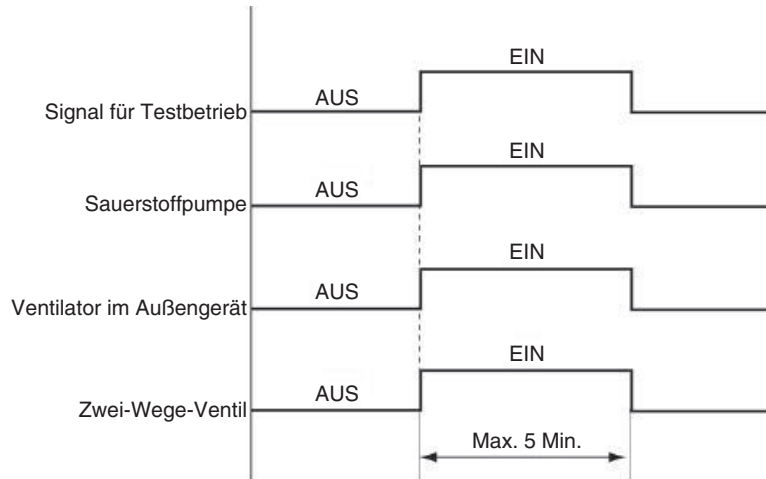 EIN
AUS
Signal für Testbetrieb
EIN
AUS
Sauerstoffpumpe
EIN
AUS
Ventilator im Außengerät
EIN
AUS
Zwei-Wege-Ventil
Max. 5 Min.